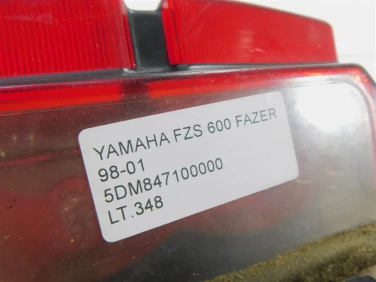 YAMAHA FZS 600 FAZER
98-01
5DM847100000
LT.348